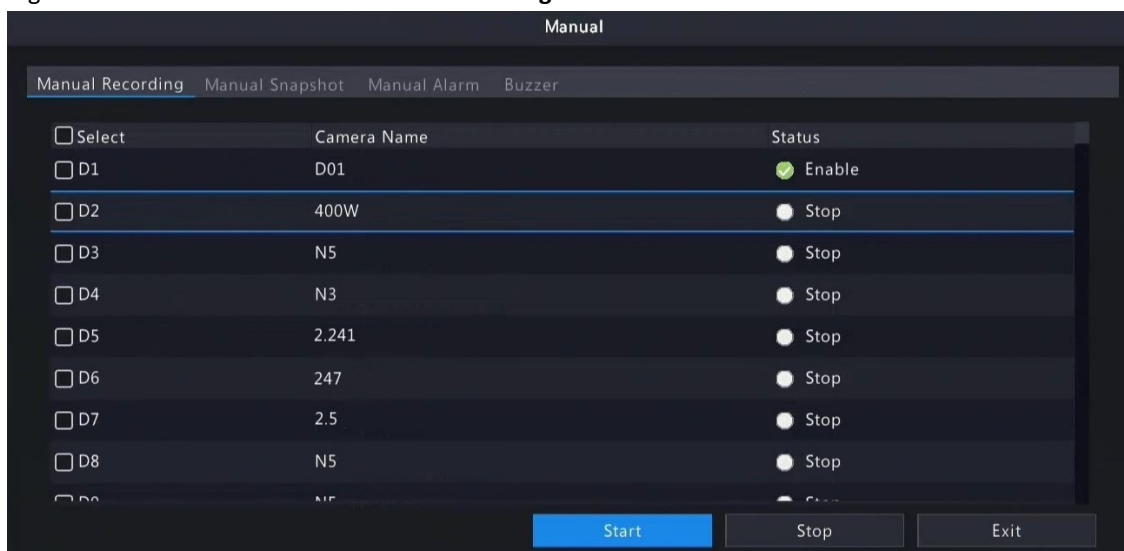 Manual
Manual Recording Manual Snapshot Manual Alarm Buzzer
Select Camera Name Status
D1 D01 Enable
D2 400W Stop
D3 N5 Stop
D4 N3 Stop
D5 2.241 Stop
D6 247 Stop
D7 2.5 Stop
D8 N5 Stop
Start Stop Exit